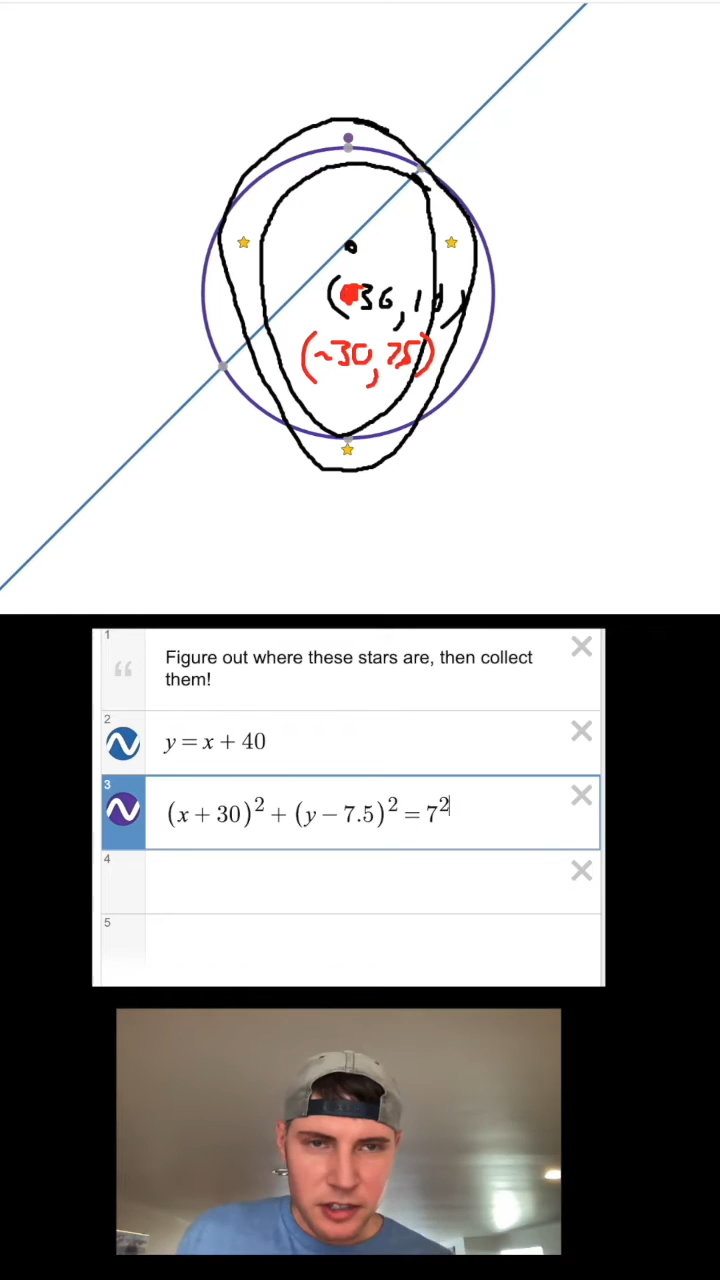 (-36, 10)
(-30, 7.5)
1
Figure out where these stars are, then collect
them!
2
y = x + 40
3
(x + 30)² + (y − 7.5)² = 7²
4
5